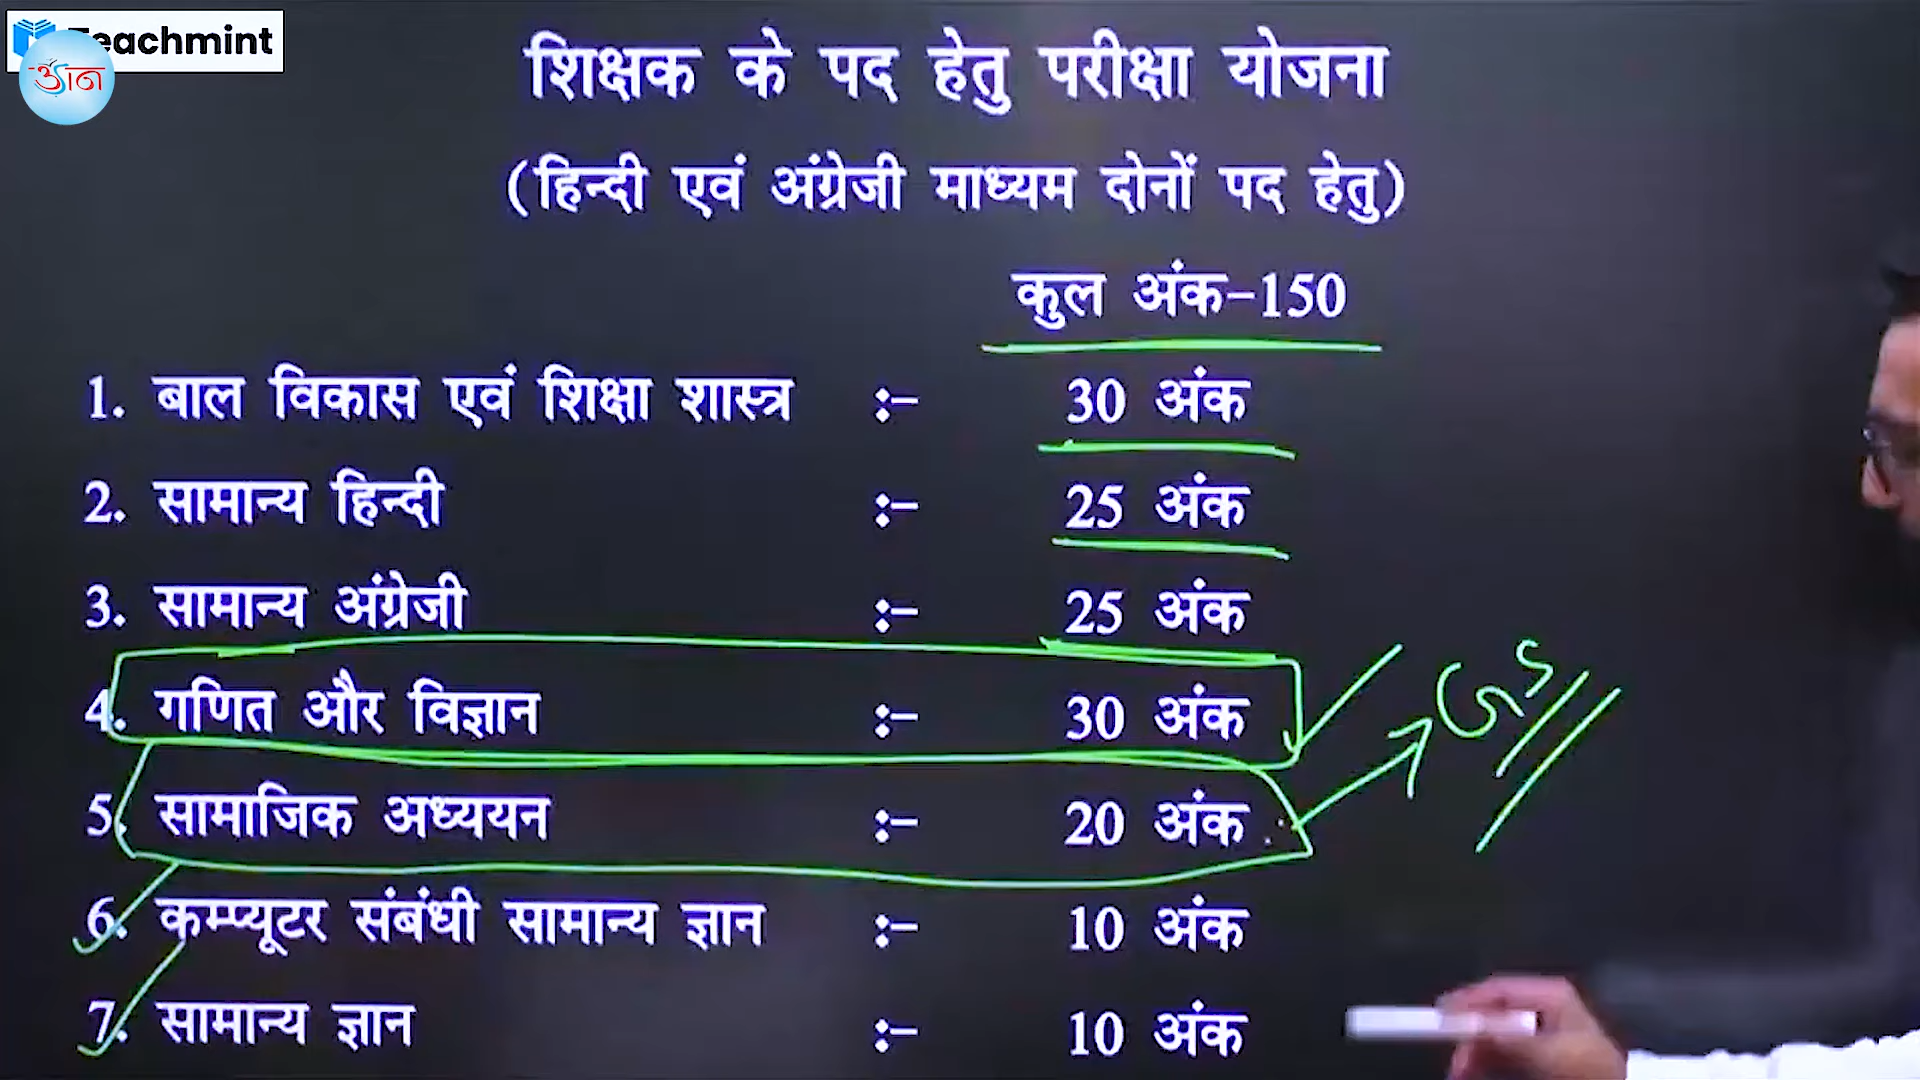 Teachmint
ज्ञान
शिक्षक के पद हेतु परीक्षा योजना
(हिन्दी एवं अंग्रेजी माध्यम दोनों पद हेतु)
कुल अंक-150
1. बाल विकास एवं शिक्षा शास्त्र :- 30 अंक
2. सामान्य हिन्दी :- 25 अंक
3. सामान्य अंग्रेजी :- 25 अंक
4. गणित और विज्ञान :- 30 अंक
GS
5. सामाजिक अध्ययन :- 20 अंक
6. कम्प्यूटर संबंधी सामान्य ज्ञान :- 10 अंक
7. सामान्य ज्ञान :- 10 अंक